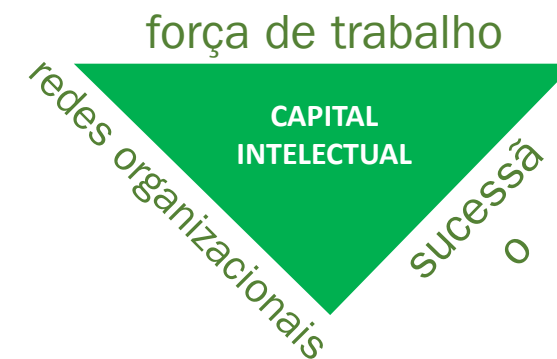 força de trabalho
redes organizacionais
CAPITAL
INTELECTUAL
sucessã
o